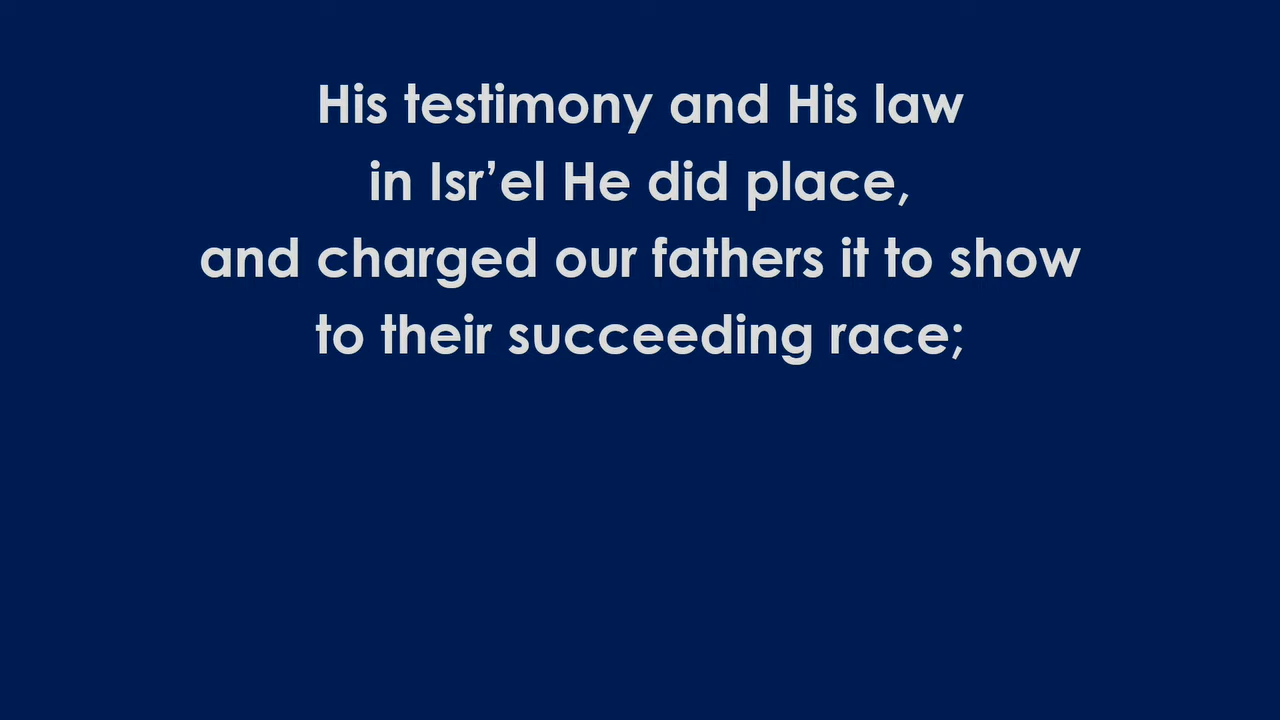 His testimony and His law
in Isr’el He did place,
and charged our fathers it to show
to their succeeding race;